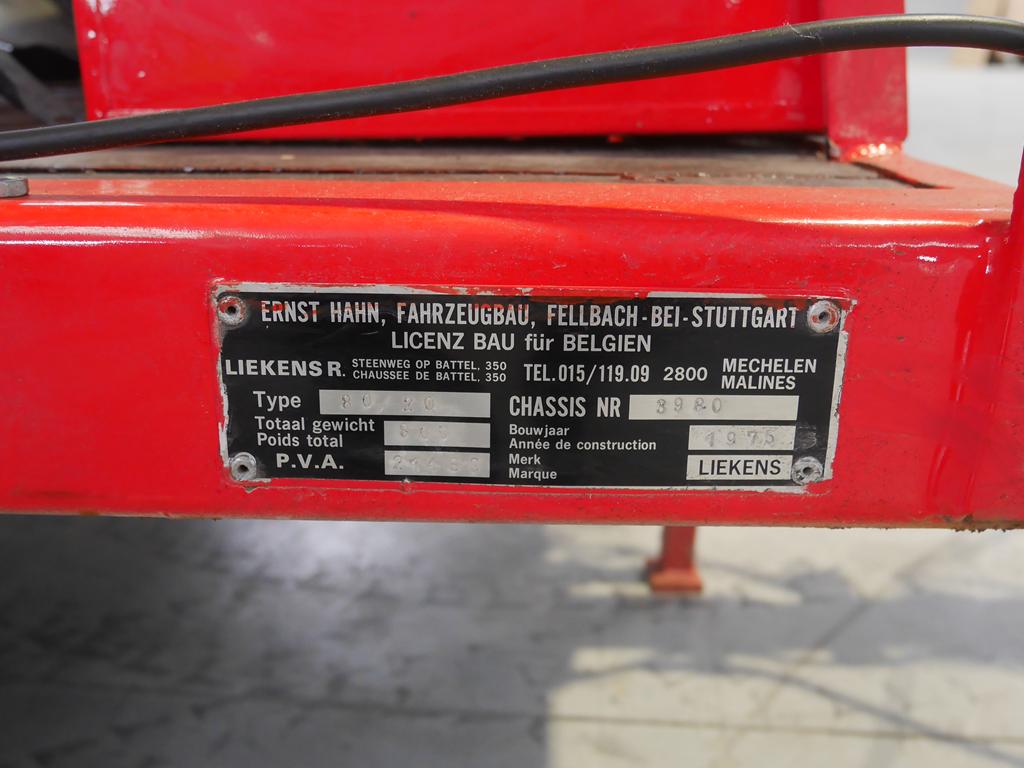 ERNST HAHN, FAHRZEUGBAU, FELLBACH-BEI-STUTTGART
LICENZ BAU für BELGIEN
LIEKENS R. STEENWEG OP BATTEL, 350 TEL. 015/119.09 2800 MECHELEN
CHAUSSEE DE BATTEL, 350 MALINES
Type 80 20 CHASSIS NR 3980
Totaal gewicht Bouwjaar
Poids total 800 Année de construction 1975
P.V.A. Merk
Marque LIEKENS